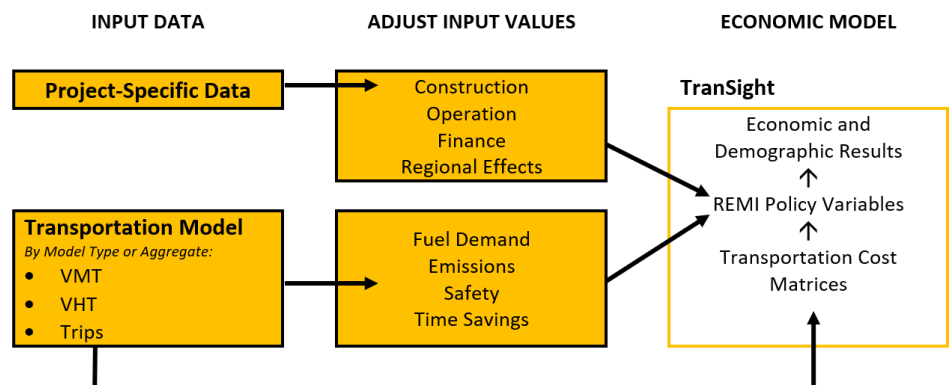 INPUT DATA
ADJUST INPUT VALUES
ECONOMIC MODEL
Project-Specific Data
Construction
Operation
Finance
Regional Effects
TranSight
Economic and
Demographic Results
REMI Policy Variables
Transportation Cost
Matrices
Transportation Model
By Model Type or Aggregate:
• VMT
• VHT
• Trips
Fuel Demand
Emissions
Safety
Time Savings